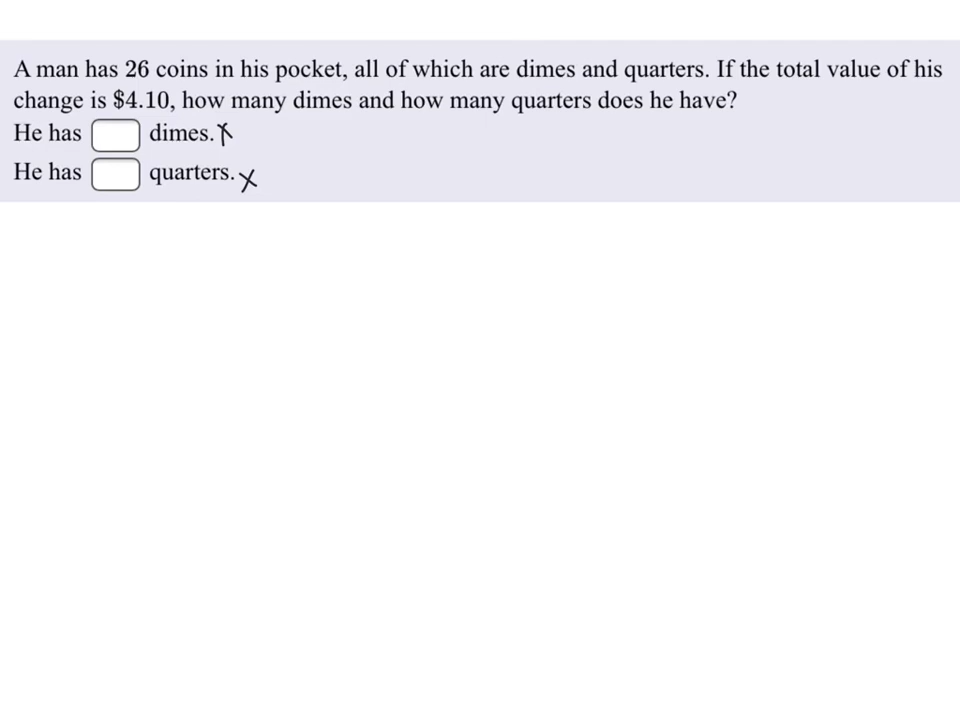 A man has 26 coins in his pocket, all of which are dimes and quarters. If the total value of his
change is $4.10, how many dimes and how many quarters does he have?
He has dimes. x
He has quarters. x